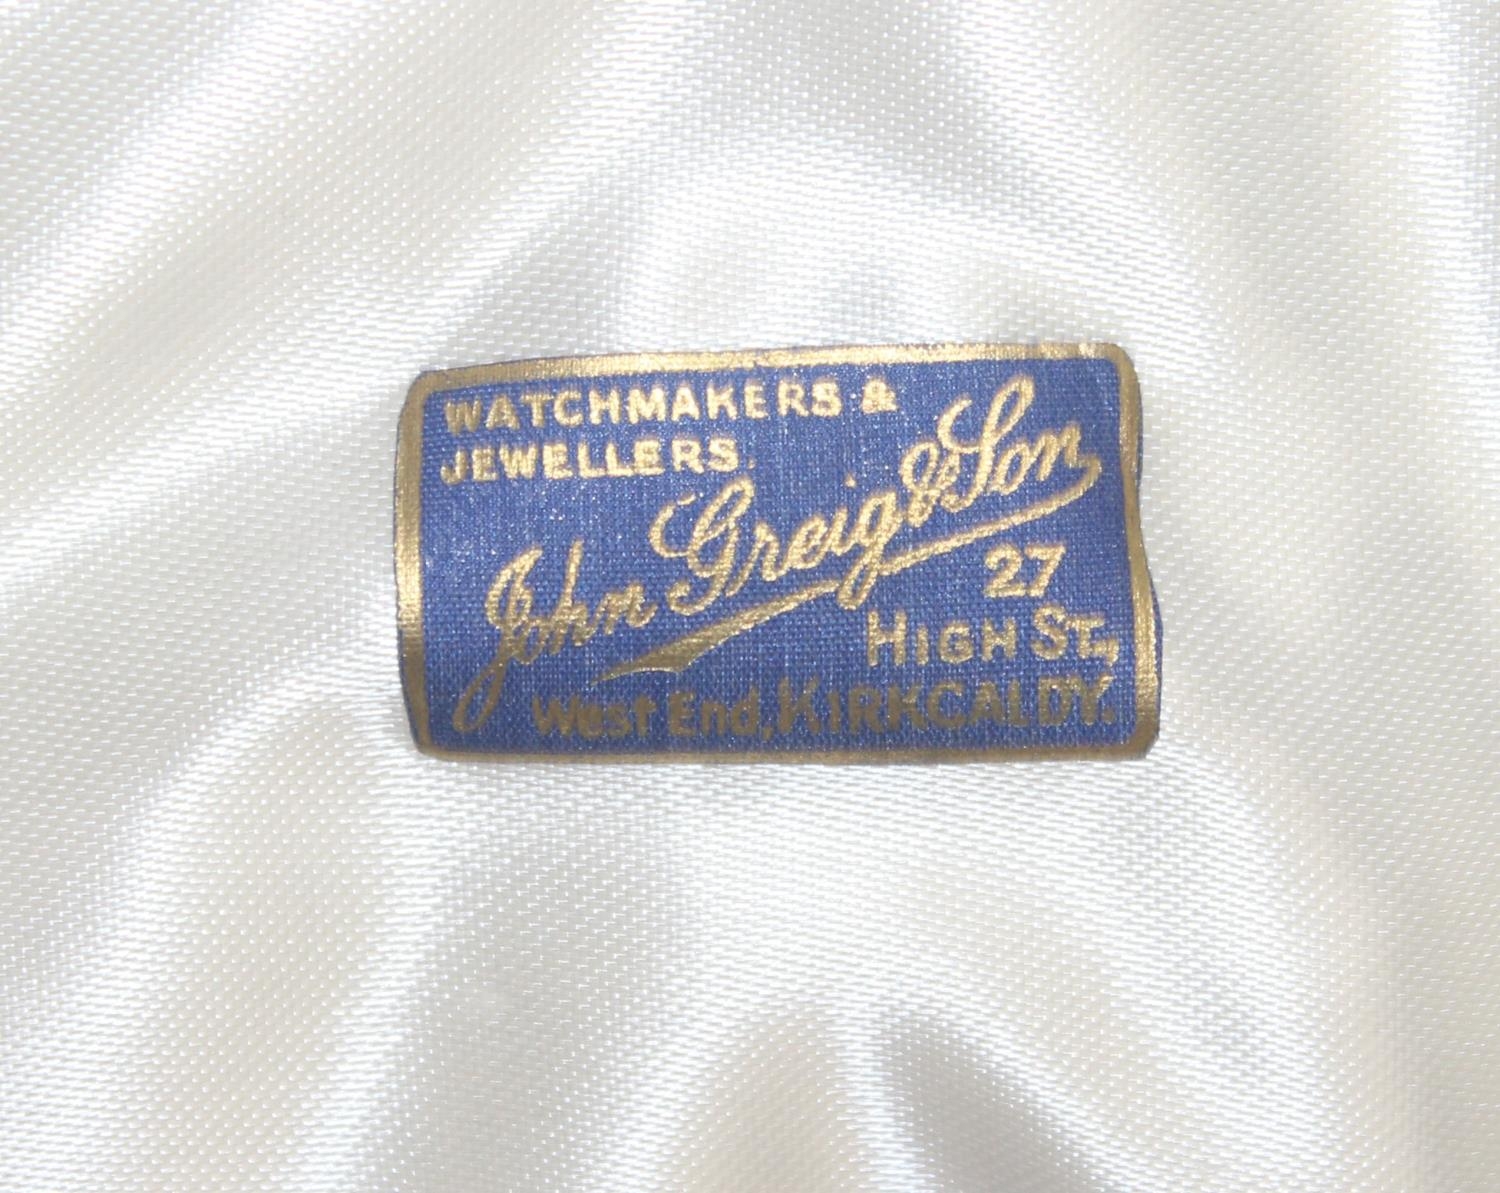 WATCHMAKERS &
JEWELLERS.
John Greig & Son
27
HIGH ST.,
West End, KIRKCALDY.